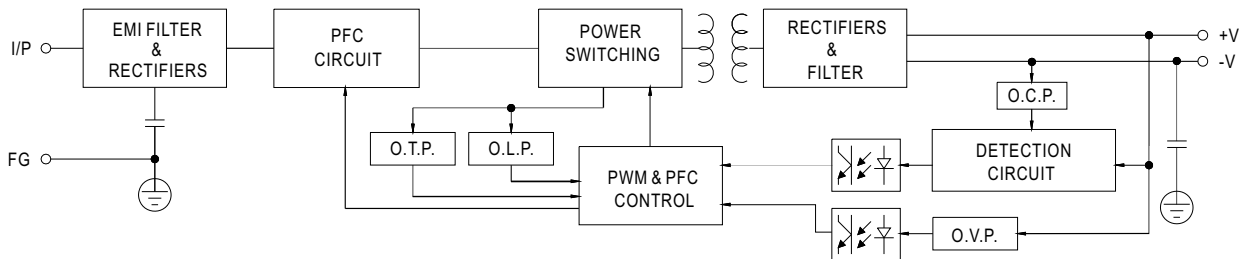 I/P
EMI FILTER
&
RECTIFIERS
PFC
CIRCUIT
POWER
SWITCHING
RECTIFIERS
&
FILTER
+V
-V
O.C.P.
FG
O.T.P.
O.L.P.
PWM & PFC
CONTROL
DETECTION
CIRCUIT
O.V.P.